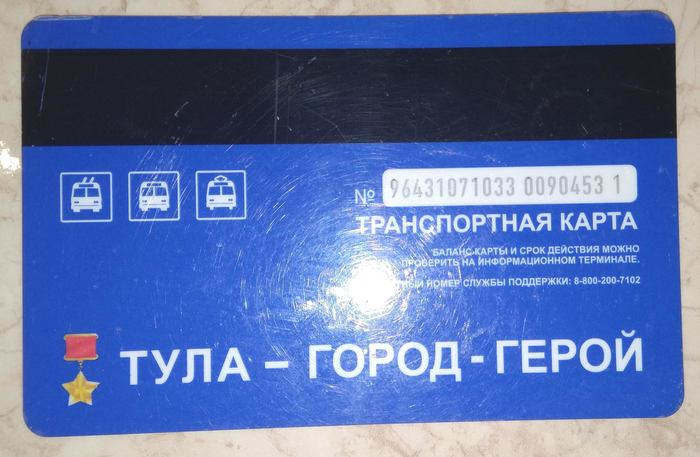 № 96431071033 0090453 1
ТРАНСПОРТНАЯ КАРТА
БАЛАНС КАРТЫ И СРОК ДЕЙСТВИЯ МОЖНО
ПРОВЕРИТЬ НА ИНФОРМАЦИОННОМ ТЕРМИНАЛЕ.
НОМЕР СЛУЖБЫ ПОДДЕРЖКИ: 8-800-200-7102
ТУЛА – ГОРОД - ГЕРОЙ